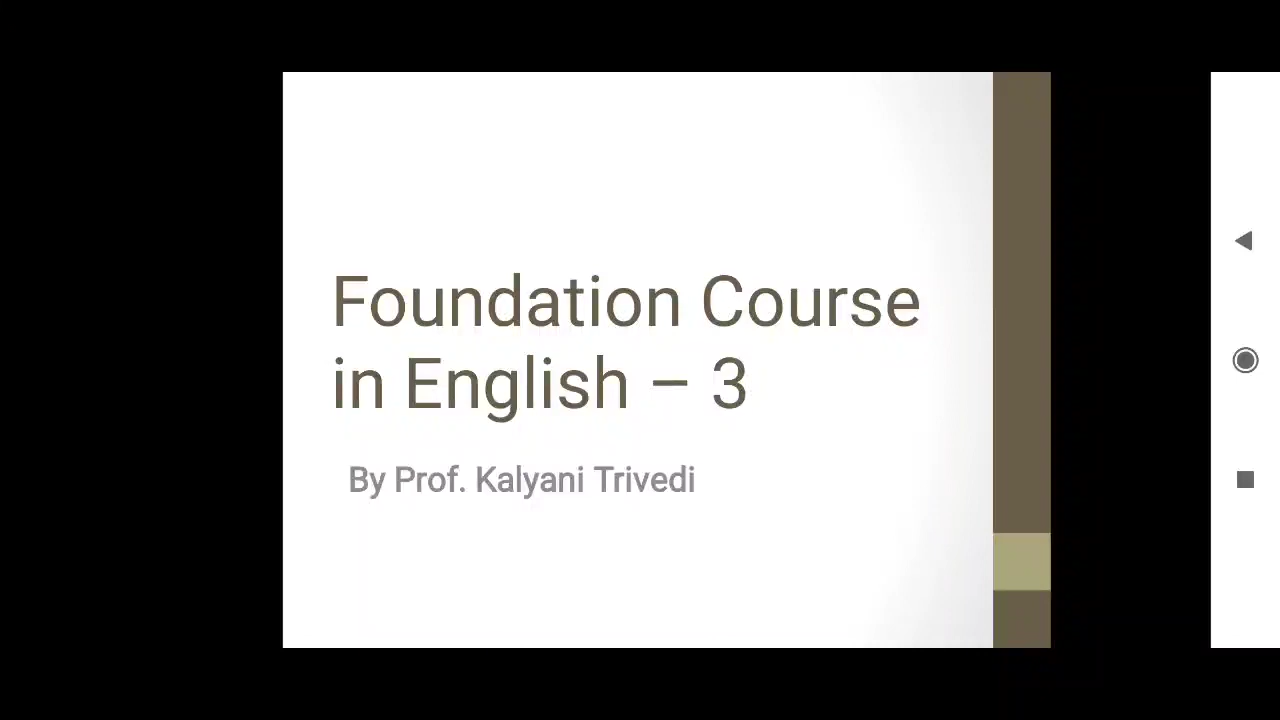 Foundation Course
in English – 3
By Prof. Kalyani Trivedi